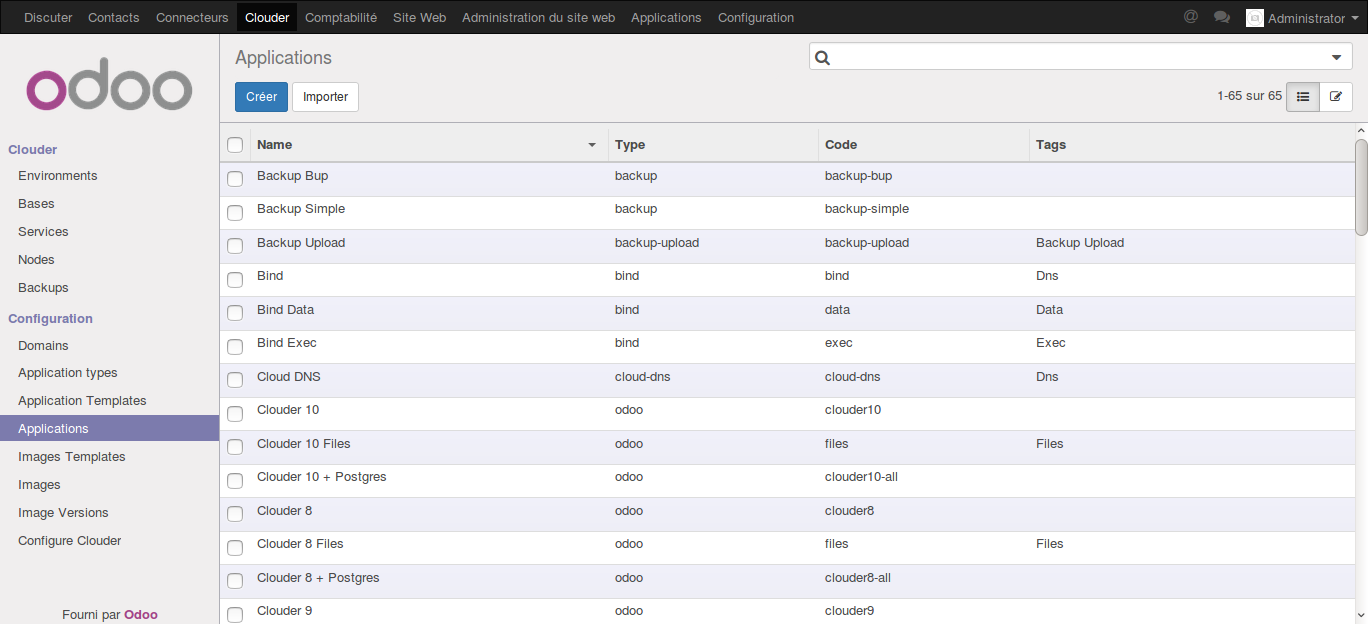 Discuter Contacts Connecteurs Clouder Comptabilité Site Web Administration du site web Applications Configuration @ Administrator
odoo
Clouder
Environments
Bases
Services
Nodes
Backups
Configuration
Domains
Application types
Application Templates
Applications
Images Templates
Images
Image Versions
Configure Clouder
Fourni par Odoo
Applications
Créer Importer 1-65 sur 65
Name Type Code Tags
Backup Bup backup backup-bup
Backup Simple backup backup-simple
Backup Upload backup-upload backup-upload Backup Upload
Bind bind bind Dns
Bind Data bind data Data
Bind Exec bind exec Exec
Cloud DNS cloud-dns cloud-dns Dns
Clouder 10 odoo clouder10
Clouder 10 Files odoo files Files
Clouder 10 + Postgres odoo clouder10-all
Clouder 8 odoo clouder8
Clouder 8 Files odoo files Files
Clouder 8 + Postgres odoo clouder8-all
Clouder 9 odoo clouder9